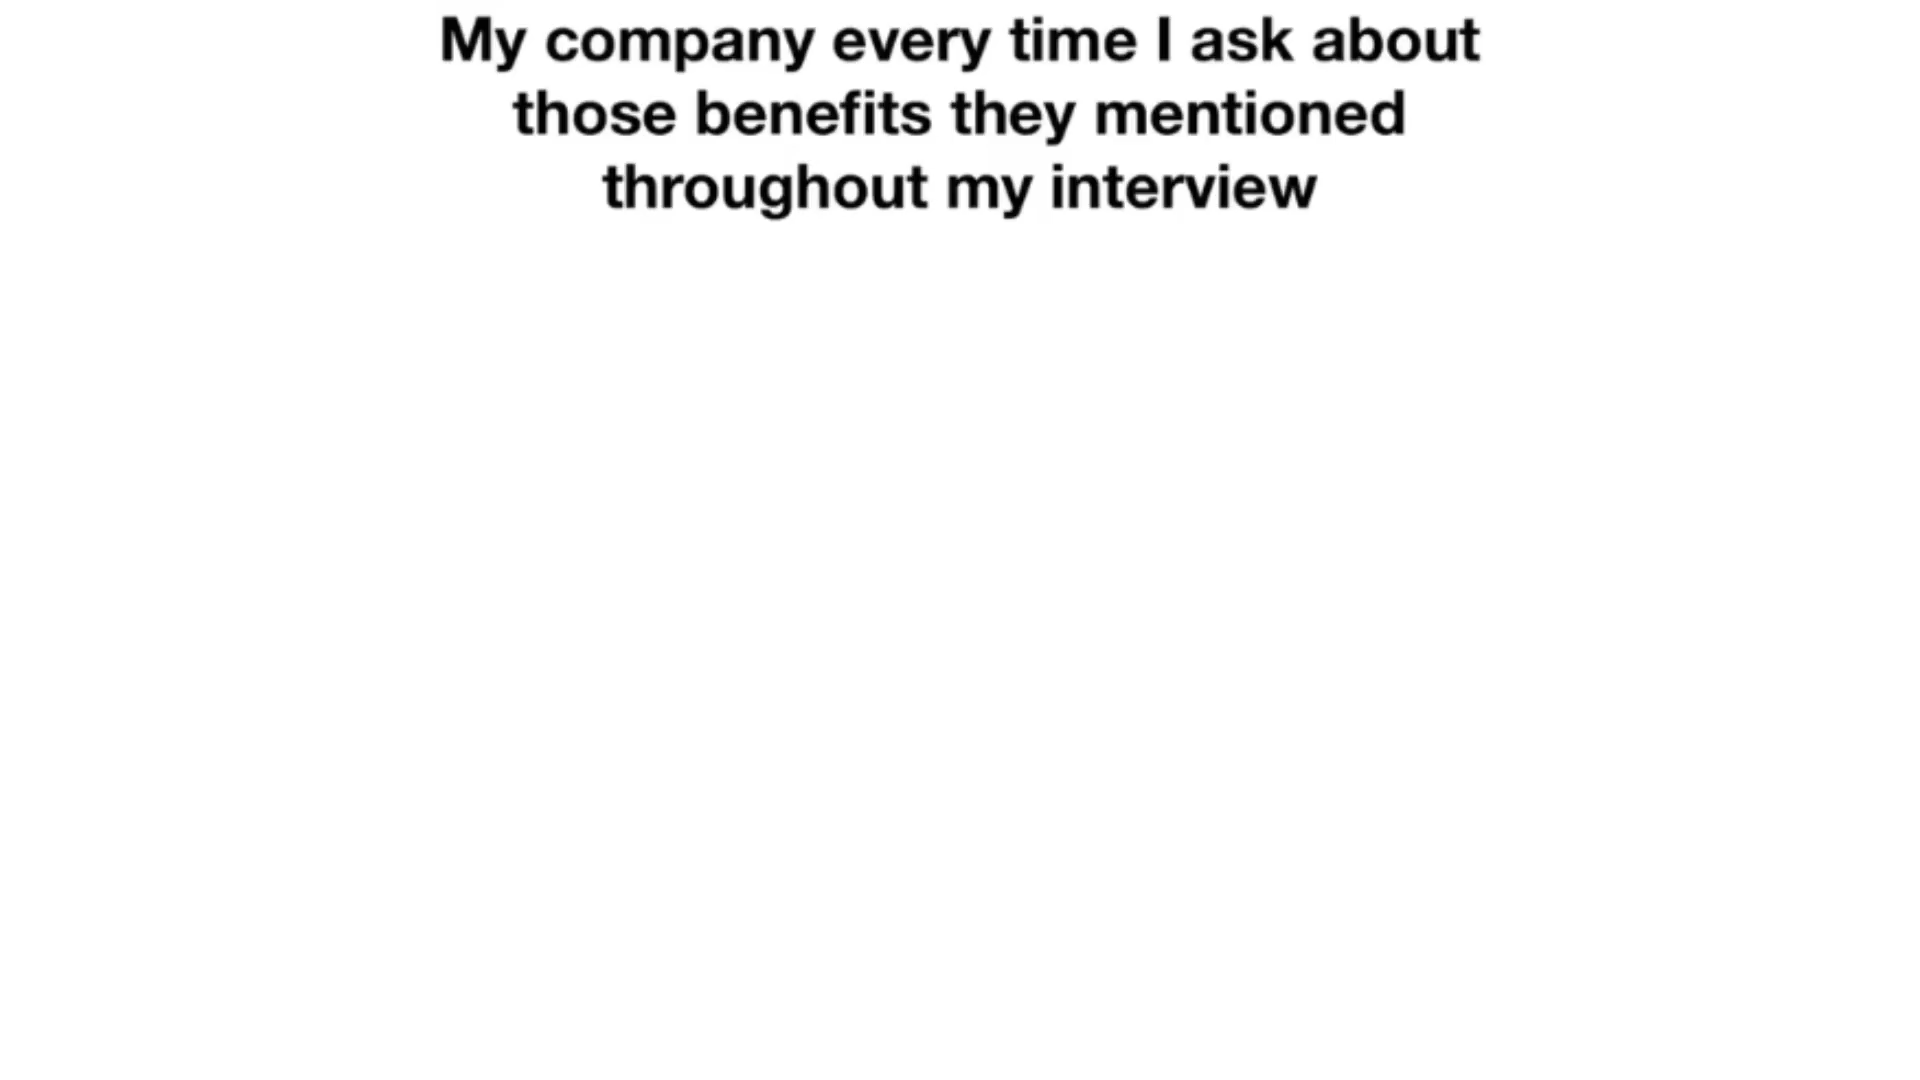 My company every time I ask about
those benefits they mentioned
throughout my interview